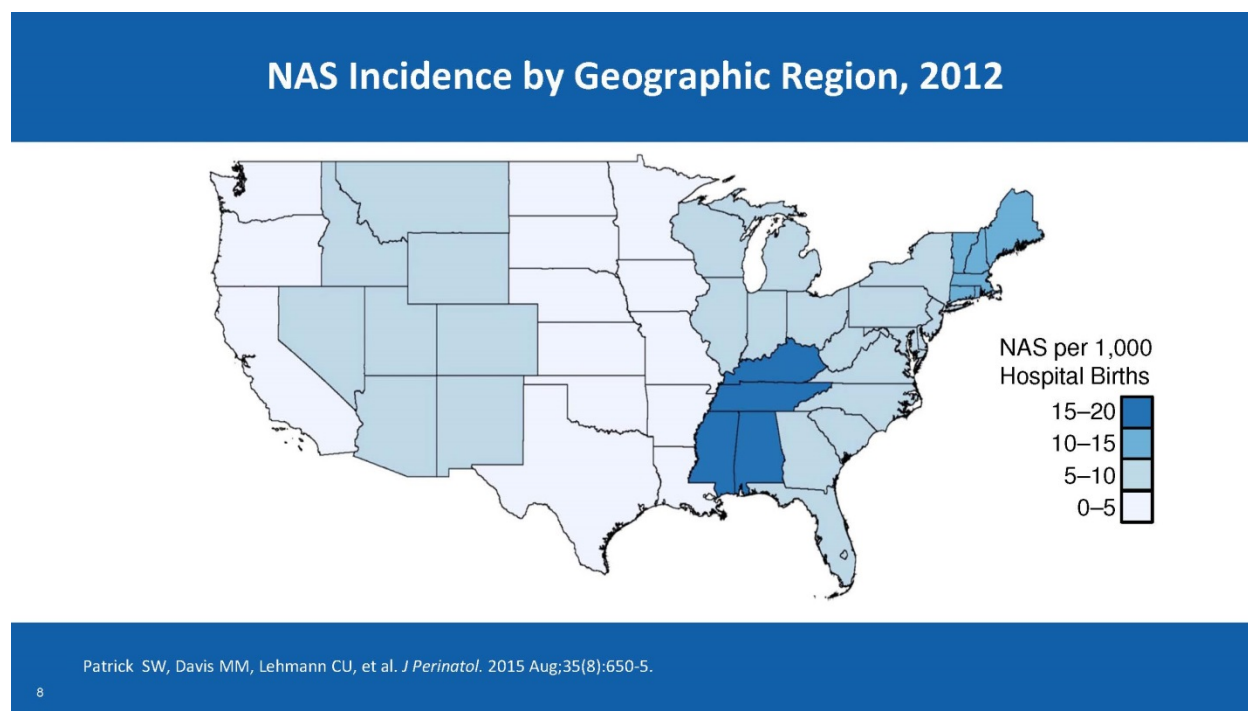 NAS Incidence by Geographic Region, 2012
NAS per 1,000
Hospital Births
15–20
10–15
5–10
0–5
Patrick  SW, Davis MM, Lehmann CU, et al. J Perinatol. 2015 Aug;35(8):650-5.
8